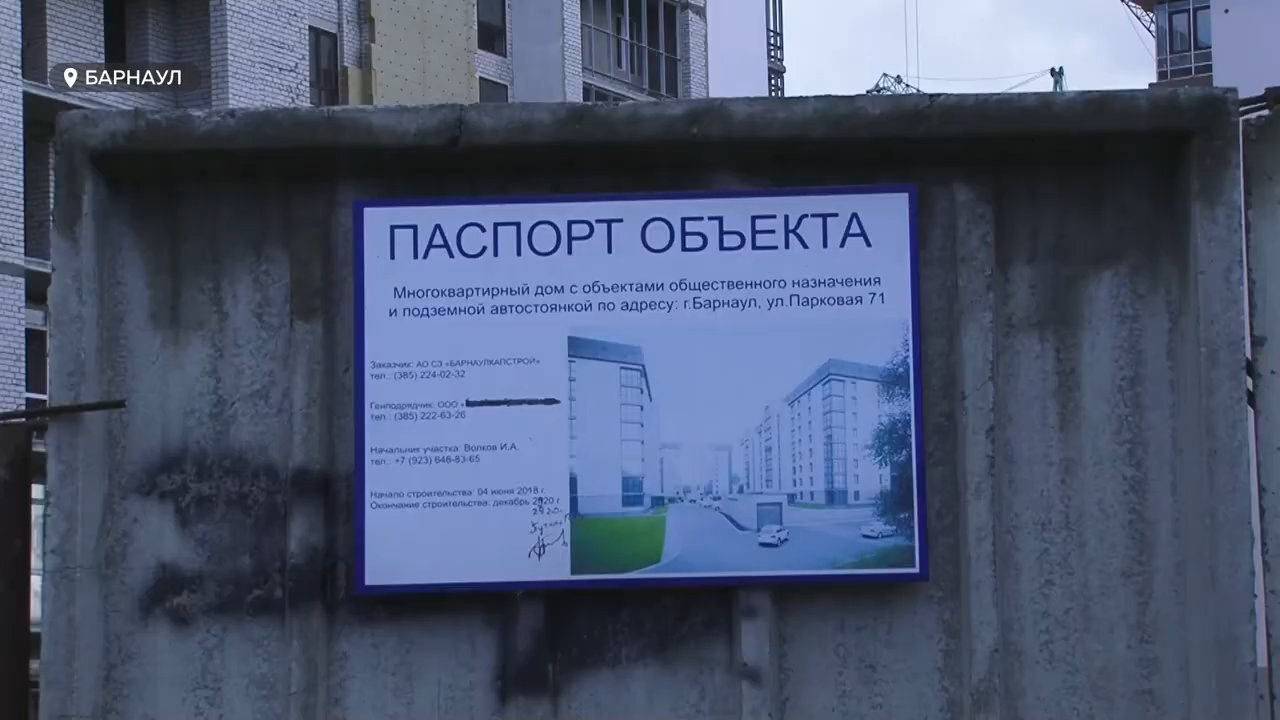 БАРНАУЛ
ПАСПОРТ ОБЪЕКТА
Многоквартирный дом с объектами общественного назначения
и подземной автостоянкой по адресу: г.Барнаул, ул.Парковая 71
Заказчик: АО СЗ «БАРНАУЛКАПСТРОЙ»
тел.: (385) 224-02-32
Генподрядчик: ООО «
тел.: (385) 222-63-26
Начальник участка: Волков И.А.
тел.: +7 (923) 646-83-65
Начало строительства: 04 июня 2018 г.
Окончание строительства: декабрь 2020 г.